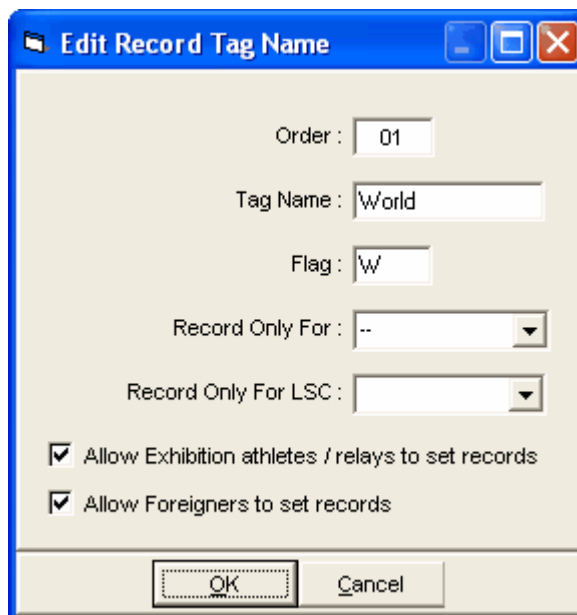 Edit Record Tag Name
Order : 01
Tag Name : World
Flag : W
Record Only For : --
Record Only For LSC :
Allow Exhibition athletes / relays to set records
Allow Foreigners to set records
OK Cancel